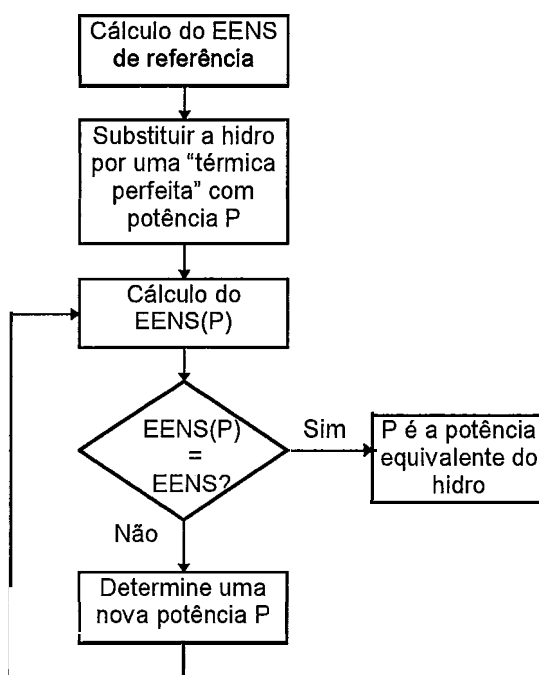 Cálculo do EENS
de referência
Substituir a hidro
por uma “térmica
perfeita” com
potência P
Cálculo do
EENS(P)
EENS(P)
=
EENS?
Sim
P é a potência
equivalente do
hidro
Não
Determine uma
nova potência P